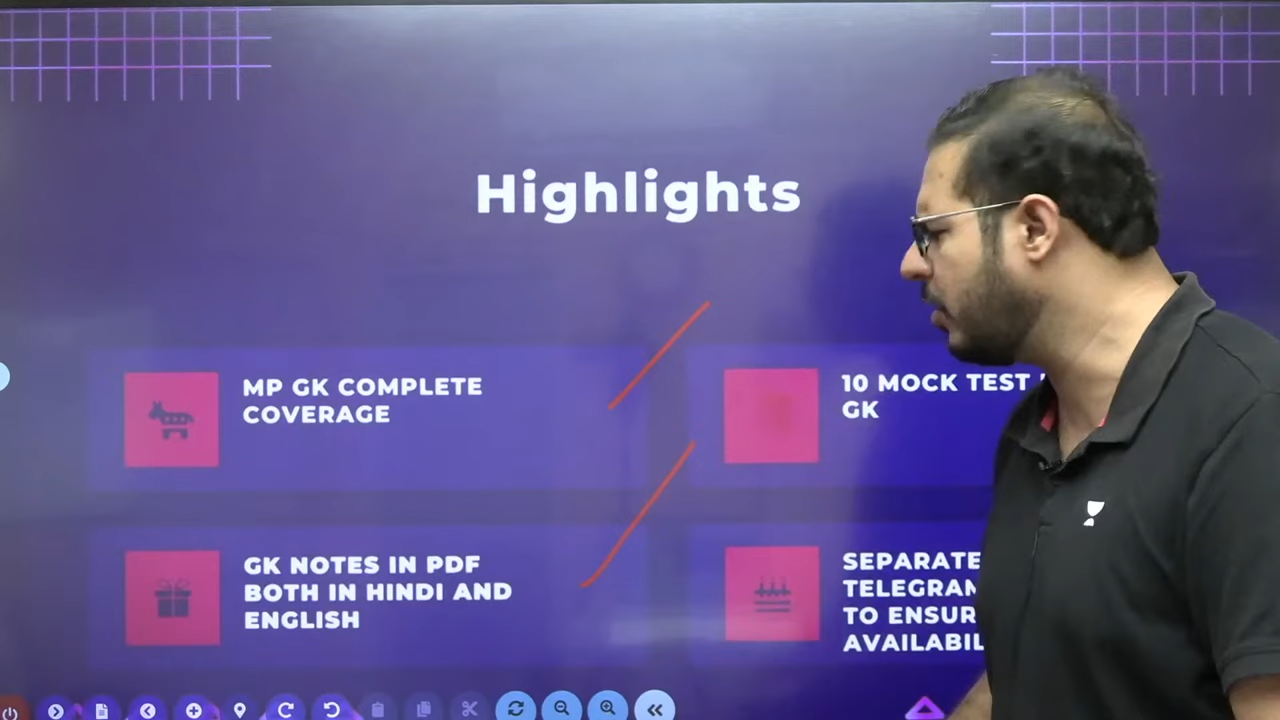 Highlights
MP GK COMPLETE
COVERAGE
10 MOCK TEST
GK
GK NOTES IN PDF
BOTH IN HINDI AND
ENGLISH
SEPARATE
TELEGRAM
TO ENSUR
AVAILABIL